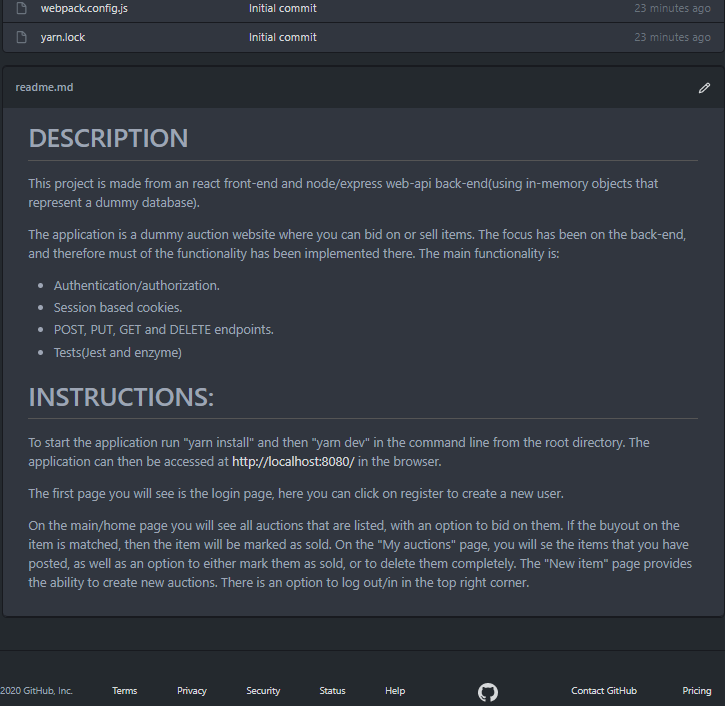 webpack.config.js Initial commit 23 minutes ago
yarn.lock Initial commit 23 minutes ago
readme.md
DESCRIPTION
This project is made from an react front-end and node/express web-api back-end(using in-memory objects that
represent a dummy database).
The application is a dummy auction website where you can bid on or sell items. The focus has been on the back-end,
and therefore must of the functionality has been implemented there. The main functionality is:
Authentication/authorization.
Session based cookies.
POST, PUT, GET and DELETE endpoints.
Tests(Jest and enzyme)
INSTRUCTIONS:
To start the application run "yarn install" and then "yarn dev" in the command line from the root directory. The
application can then be accessed at http://localhost:8080/ in the browser.
The first page you will see is the login page, here you can click on register to create a new user.
On the main/home page you will see all auctions that are listed, with an option to bid on them. If the buyout on the
item is matched, then the item will be marked as sold. On the "My auctions" page, you will se the items that you have
posted, as well as an option to either mark them as sold, or to delete them completely. The "New item" page provides
the ability to create new auctions. There is an option to log out/in in the top right corner.
2020 GitHub, Inc. Terms Privacy Security Status Help Contact GitHub Pricing